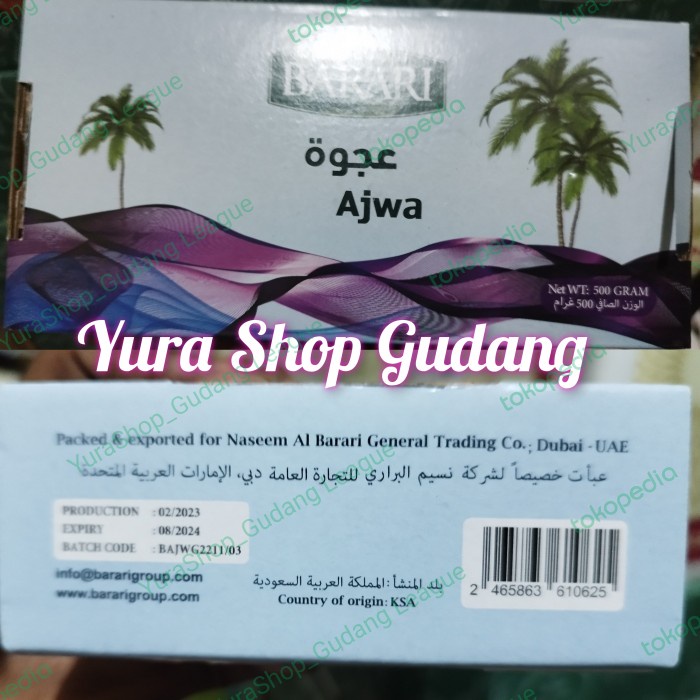 BARARI
عجوة
Ajwa
Net WT: 500 GRAM
الوزن الصافي 500 غرام
Yura Shop Gudang
Packed & exported for Naseem Al Barari General Trading Co.; Dubai - UAE
عبأت خصيصاً لشركة نسيم البراري للتجارة العامة دبي، الإمارات العربية المتحدة
PRODUCTION : 02/2023
EXPIRY : 08/2024
BATCH CODE : BAJWG2211/03
info@bararigroup.com
www.bararigroup.com
بلد المنشأ: المملكة العربية السعودية
Country of origin: KSA
2 465863 610625
YuraShop_Gudang League
tokopedia